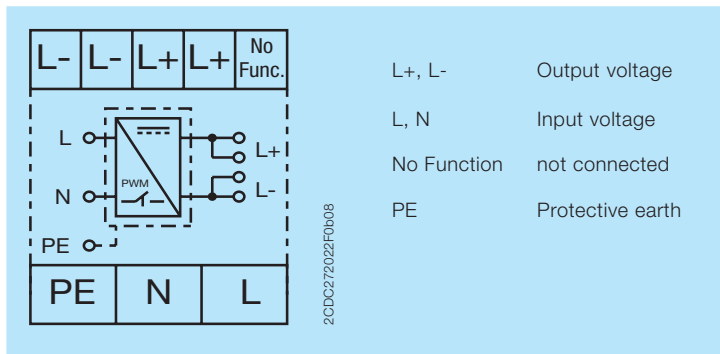 L- L- L+ L+ No Func.
L
L+
PWM
N
L-
PE
PE N L
2CDC272022F0b08
L+, L- Output voltage
L, N Input voltage
No Function not connected
PE Protective earth